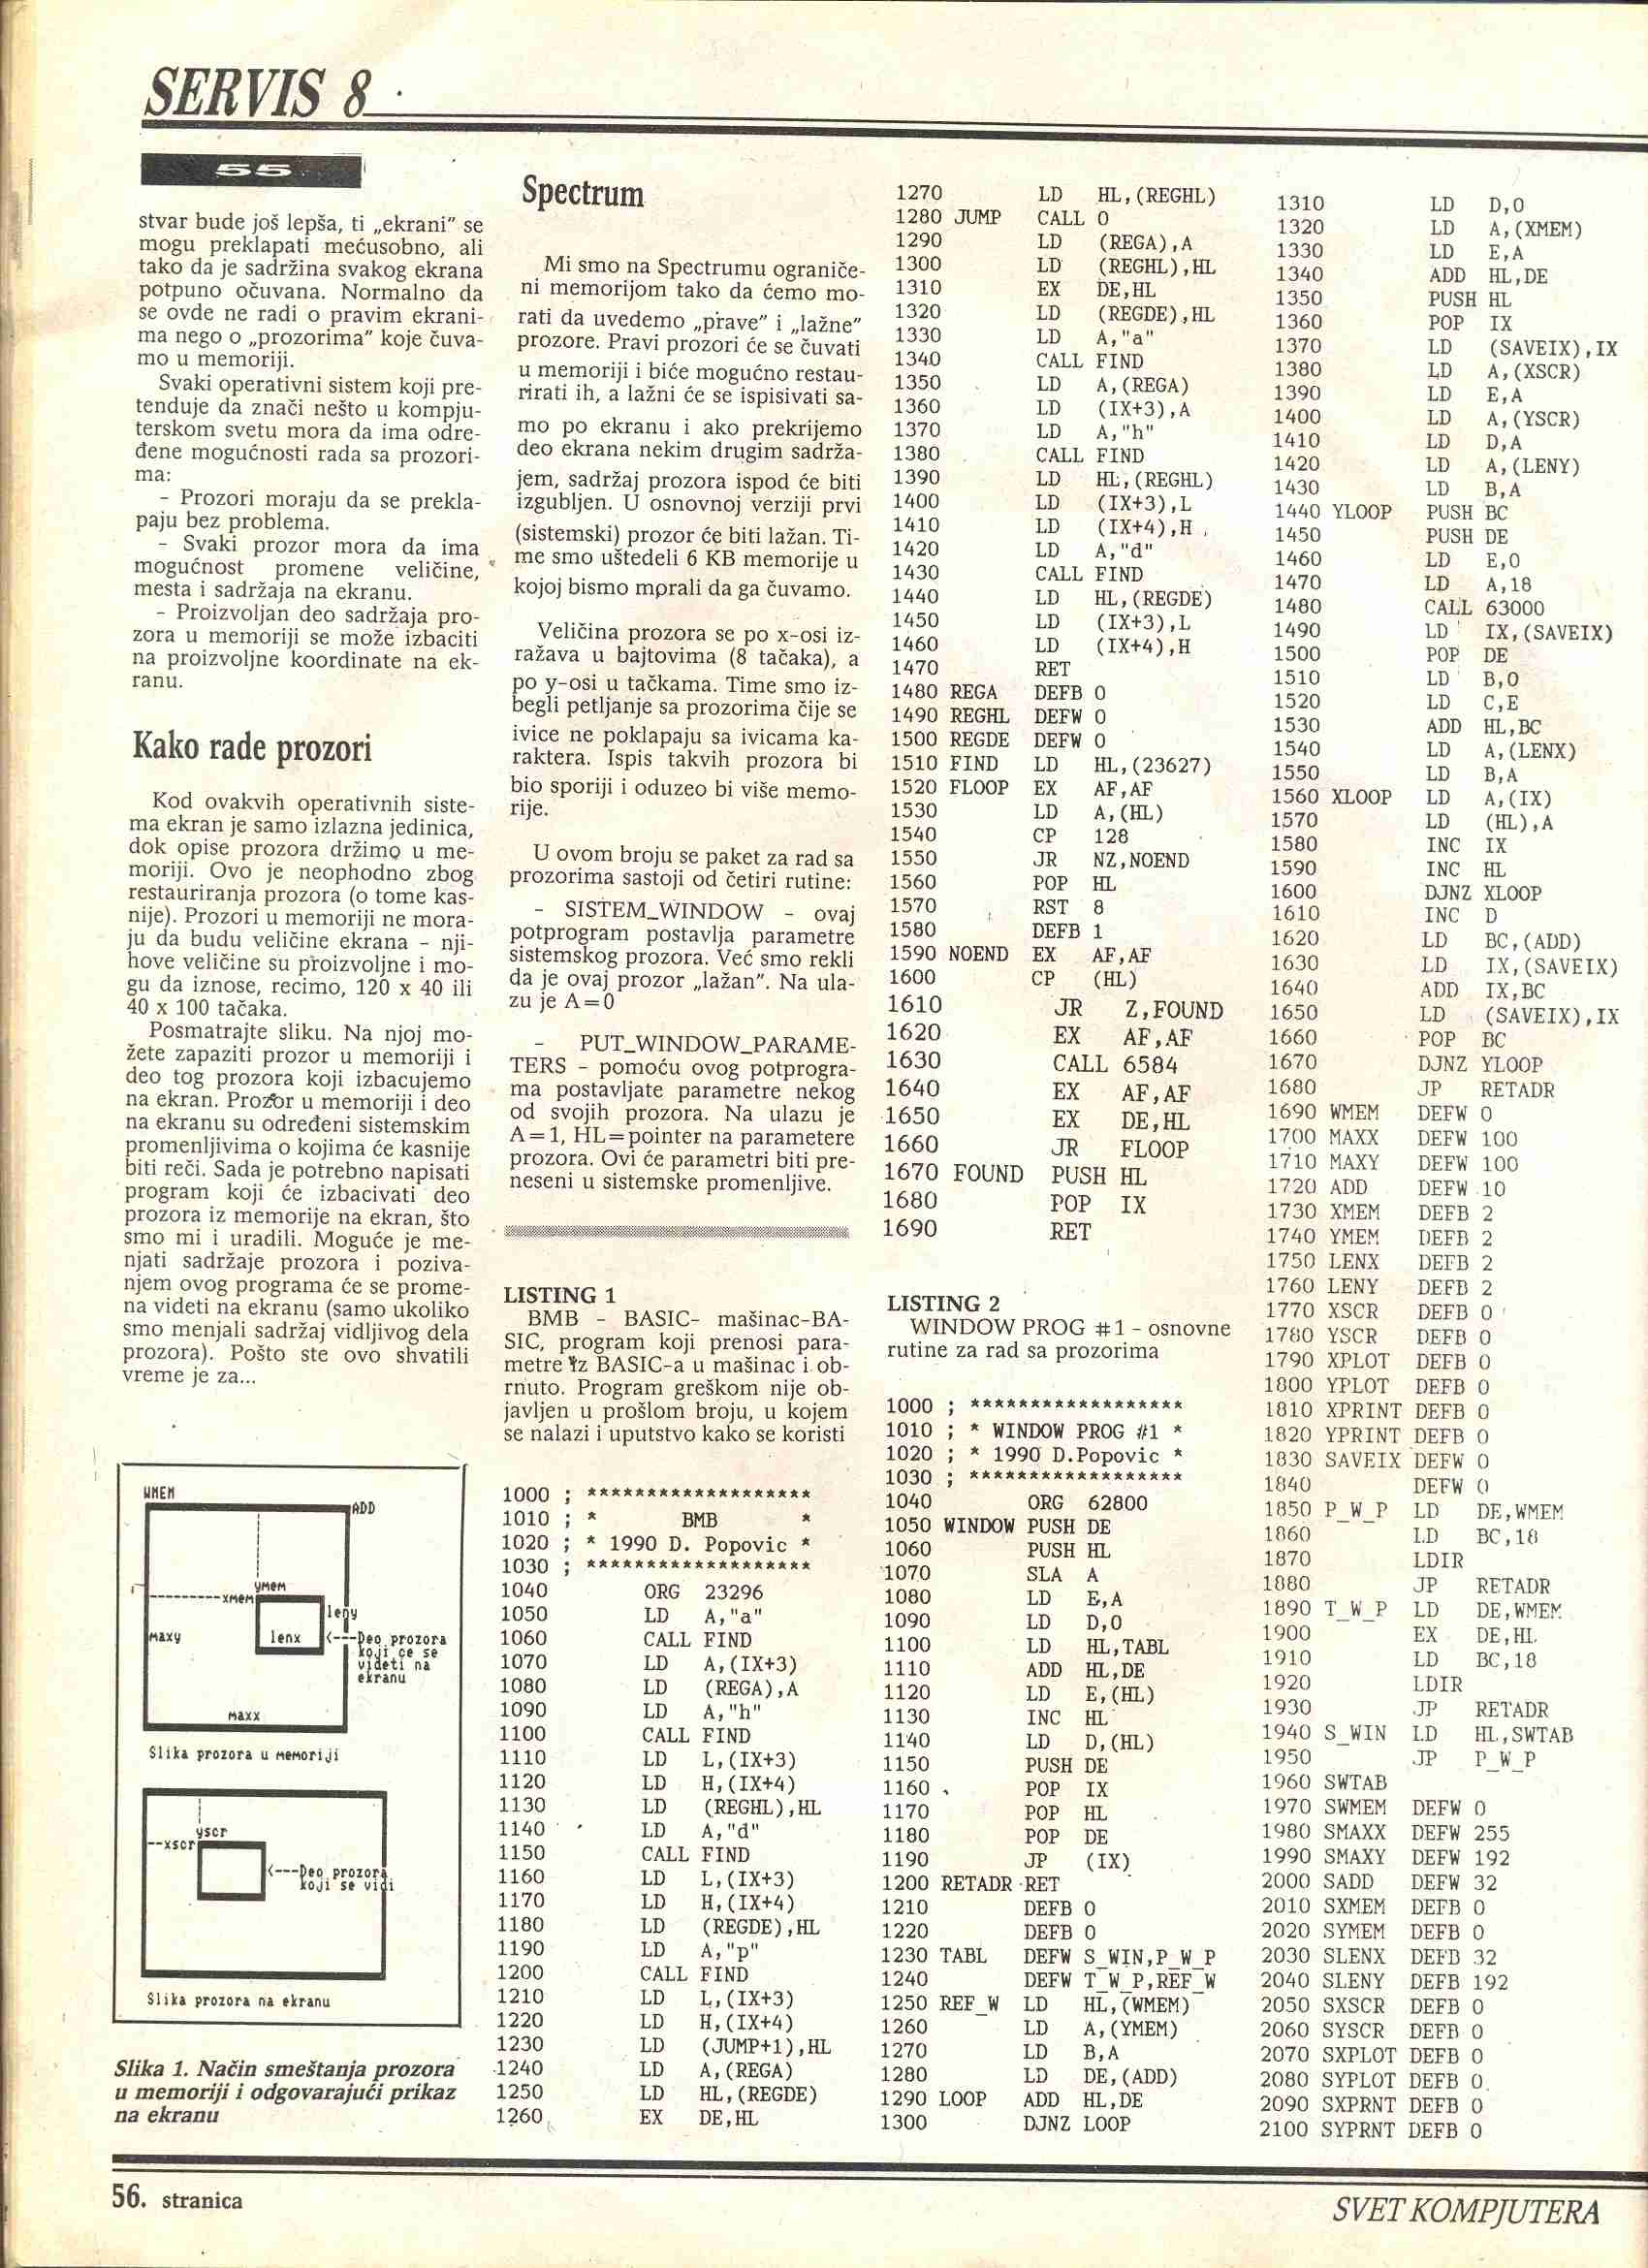 SERVIS 8
55
stvar bude još lepša, ti „ekrani” se
mogu preklapati mećusobno, ali
tako da je sadržina svakog ekrana
potpuno očuvana. Normalno da
se ovde ne radi o pravim ekrani-
ma nego o „prozorima” koje čuva-
mo u memoriji.
Svaki operativni sistem koji pre-
tenduje da znači nešto u kompju-
terskom svetu mora da ima odre-
đene mogućnosti rada sa prozori-
ma:
– Prozori moraju da se prekla-
paju bez problema.
– Svaki prozor mora da ima
mogućnost promene veličine,
mesta i sadržaja na ekranu.
– Proizvoljan deo sadržaja pro-
zora u memoriji se može izbaciti
na proizvoljne koordinate na ek-
ranu.
Kako rade prozori
Kod ovakvih operativnih siste-
ma ekran je samo izlazna jedinica,
dok opise prozora držimo u me-
moriji. Ovo je neophodno zbog
restauriranja prozora (o tome kas-
nije). Prozori u memoriji ne mora-
ju da budu veličine ekrana – nji-
hove veličine su proizvoljne i mo-
gu da iznose, recimo, 120 x 40 ili
40 x 100 tačaka.
Posmatrajte sliku. Na njoj mo-
žete zapaziti prozor u memoriji i
deo tog prozora koji izbacujemo
na ekran. Prozor u memoriji i deo
na ekranu su određeni sistemskim
promenljivima o kojima će kasnije
biti reči. Sada je potrebno napisati
program koji će izbacivati deo
prozora iz memorije na ekran, što
smo mi i uradili. Moguće je me-
njati sadržaje prozora i poziva-
njem ovog programa će se prome-
na videti na ekranu (samo ukoliko
smo menjali sadržaj vidljivog dela
prozora). Pošto ste ovo shvatili
vreme je za...
WMEM
ADD
ymem
xmem
leny
maxy
lenx
<---Deo prozora
koji ce se
videti na
ekranu
maxx
Slika prozora u memoriji
yscr
--xscr
<---Deo prozora
koji se vidi
Slika prozora na ekranu
Slika 1. Način smeštanja prozora
u memoriji i odgovarajući prikaz
na ekranu
Spectrum
Mi smo na Spectrumu ograniče-
ni memorijom tako da ćemo mo-
rati da uvedemo „prave” i „lažne”
prozore. Pravi prozori će se čuvati
u memoriji i biće mogućno restau-
rirati ih, a lažni će se ispisivati sa-
mo po ekranu i ako prekrijemo
deo ekrana nekim drugim sadrža-
jem, sadržaj prozora ispod će biti
izgubljen. U osnovnoj verziji prvi
(sistemski) prozor će biti lažan. Ti-
me smo uštedeli 6 KB memorije u
kojoj bismo morali da ga čuvamo.
Veličina prozora se po x-osi iz-
ražava u bajtovima (8 tačaka), a
po y-osi u tačkama. Time smo iz-
begli petljanje sa prozorima čije se
ivice ne poklapaju sa ivicama ka-
raktera. Ispis takvih prozora bi
bio sporiji i oduzeo bi više memo-
rije.
U ovom broju se paket za rad sa
prozorima sastoji od četiri rutine:
– SISTEM_WINDOW – ovaj
potprogram postavlja parametre
sistemskog prozora. Već smo rekli
da je ovaj prozor „lažan”. Na ula-
zu je A=0
– PUT_WINDOW_PARAME-
TERS – pomoću ovog potprogra-
ma postavljate parametre nekog
od svojih prozora. Na ulazu je
A=1, HL=pointer na parametere
prozora. Ovi će parametri biti pre-
neseni u sistemske promenljive.
LISTING 1
BMB – BASIC- mašinac-BA-
SIC, program koji prenosi para-
metre iz BASIC-a u mašinac i ob-
rnuto. Program greškom nije ob-
javljen u prošlom broju, u kojem
se nalazi i uputstvo kako se koristi
1000 ; *******************
1010 ; * BMB *
1020 ; * 1990 D. Popovic *
1030 ; *******************
1040 ORG 23296
1050 LD A,"a"
1060 CALL FIND
1070 LD A,(IX+3)
1080 LD (REGA),A
1090 LD A,"h"
1100 CALL FIND
1110 LD L,(IX+3)
1120 LD H,(IX+4)
1130 LD (REGHL),HL
1140 LD A,"d"
1150 CALL FIND
1160 LD L,(IX+3)
1170 LD H,(IX+4)
1180 LD (REGDE),HL
1190 LD A,"p"
1200 CALL FIND
1210 LD L,(IX+3)
1220 LD H,(IX+4)
1230 LD (JUMP+1),HL
1240 LD A,(REGA)
1250 LD HL,(REGDE)
1260 EX DE,HL
1270 LD HL,(REGHL)
1280 JUMP CALL 0
1290 LD (REGA),A
1300 LD (REGHL),HL
1310 EX DE,HL
1320 LD (REGDE),HL
1330 LD A,"a"
1340 CALL FIND
1350 LD A,(REGA)
1360 LD (IX+3),A
1370 LD A,"h"
1380 CALL FIND
1390 LD HL,(REGHL)
1400 LD (IX+3),L
1410 LD (IX+4),H
1420 LD A,"d"
1430 CALL FIND
1440 LD HL,(REGDE)
1450 LD (IX+3),L
1460 LD (IX+4),H
1470 RET
1480 REGA DEFB 0
1490 REGHL DEFW 0
1500 REGDE DEFW 0
1510 FIND LD HL,(23627)
1520 FLOOP EX AF,AF
1530 LD A,(HL)
1540 CP 128
1550 JR NZ,NOEND
1560 POP HL
1570 RST 8
1580 DEFB 1
1590 NOEND EX AF,AF
1600 CP (HL)
1610 JR Z,FOUND
1620 EX AF,AF
1630 CALL 6584
1640 EX AF,AF
1650 EX DE,HL
1660 JR FLOOP
1670 FOUND PUSH HL
1680 POP IX
1690 RET
LISTING 2
WINDOW PROG #1 – osnovne
rutine za rad sa prozorima
1000 ; ******************
1010 ; * WINDOW PROG #1 *
1020 ; * 1990 D.Popovic *
1030 ; ******************
1040 ORG 62800
1050 WINDOW PUSH DE
1060 PUSH HL
1070 SLA A
1080 LD E,A
1090 LD D,0
1100 LD HL,TABL
1110 ADD HL,DE
1120 LD E,(HL)
1130 INC HL
1140 LD D,(HL)
1150 PUSH DE
1160 POP IX
1170 POP HL
1180 POP DE
1190 JP (IX)
1200 RETADR RET
1210 DEFB 0
1220 DEFB 0
1230 TABL DEFW S_WIN,P_W_P
1240 DEFW T_W_P,REF_W
1250 REF_W LD HL,(WMEM)
1260 LD A,(YMEM)
1270 LD B,A
1280 LD DE,(ADD)
1290 LOOP ADD HL,DE
1300 DJNZ LOOP
1310 LD D,0
1320 LD A,(XMEM)
1330 LD E,A
1340 ADD HL,DE
1350 PUSH HL
1360 POP IX
1370 LD (SAVEIX),IX
1380 LD A,(XSCR)
1390 LD E,A
1400 LD A,(YSCR)
1410 LD D,A
1420 LD A,(LENY)
1430 LD B,A
1440 YLOOP PUSH BC
1450 PUSH DE
1460 LD E,0
1470 LD A,18
1480 CALL 63000
1490 LD IX,(SAVEIX)
1500 POP DE
1510 LD B,0
1520 LD C,E
1530 ADD HL,BC
1540 LD A,(LENX)
1550 LD B,A
1560 XLOOP LD A,(IX)
1570 LD (HL),A
1580 INC IX
1590 INC HL
1600 DJNZ XLOOP
1610 INC D
1620 LD BC,(ADD)
1630 LD IX,(SAVEIX)
1640 ADD IX,BC
1650 LD (SAVEIX),IX
1660 POP BC
1670 DJNZ YLOOP
1680 JP RETADR
1690 WMEM DEFW 0
1700 MAXX DEFW 100
1710 MAXY DEFW 100
1720 ADD DEFW 10
1730 XMEM DEFB 2
1740 YMEM DEFB 2
1750 LENX DEFB 2
1760 LENY DEFB 2
1770 XSCR DEFB 0
1780 YSCR DEFB 0
1790 XPLOT DEFB 0
1800 YPLOT DEFB 0
1810 XPRINT DEFB 0
1820 YPRINT DEFB 0
1830 SAVEIX DEFW 0
1840 DEFW 0
1850 P_W_P LD DE,WMEM
1860 LD BC,18
1870 LDIR
1880 JP RETADR
1890 T_W_P LD DE,WMEM
1900 EX DE,HL
1910 LD BC,18
1920 LDIR
1930 JP RETADR
1940 S_WIN LD HL,SWTAB
1950 JP P_W_P
1960 SWTAB
1970 SWMEM DEFW 0
1980 SMAXX DEFW 255
1990 SMAXY DEFW 192
2000 SADD DEFW 32
2010 SXMEM DEFB 0
2020 SYMEM DEFB 0
2030 SLENX DEFB 32
2040 SLENY DEFB 192
2050 SXSCR DEFB 0
2060 SYSCR DEFB 0
2070 SXPLOT DEFB 0
2080 SYPLOT DEFB 0
2090 SXPRNT DEFB 0
2100 SYPRNT DEFB 0
56. stranica
SVET KOMPJUTERA